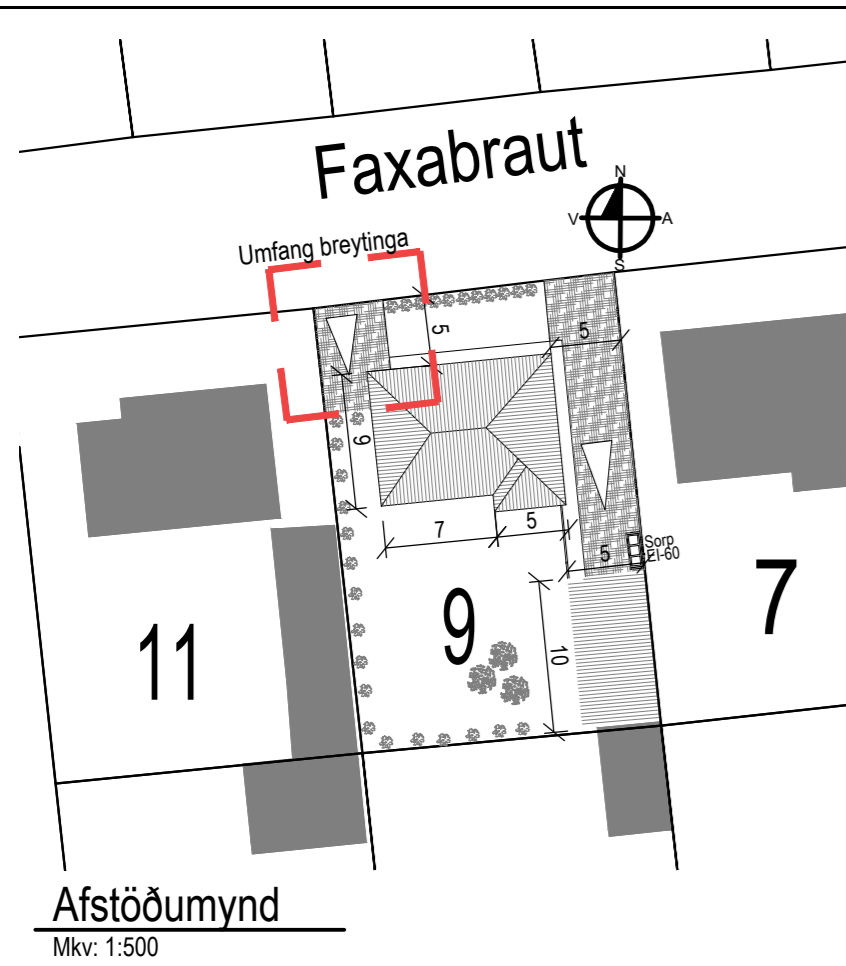 Faxabraut
N
V
A
S
Umfang breytinga
5
5
9
7
5
5
Sorp
EI-60
10
11
9
7
Afstöðumynd
Mkv: 1:500